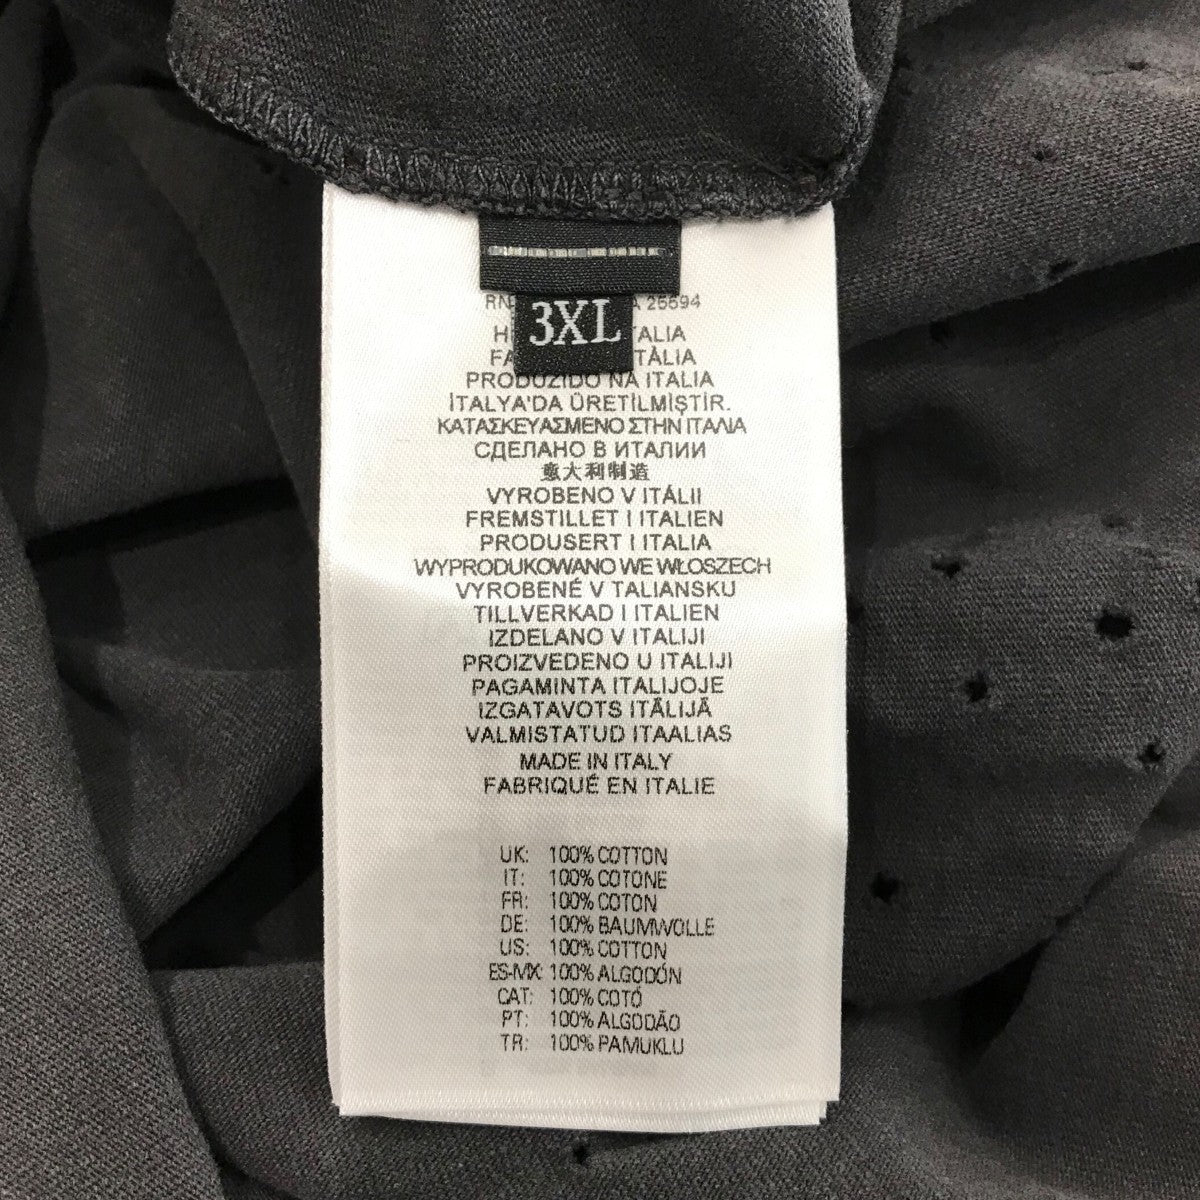 RN 25594
3XL
ALIA
TÀLIA
PRODUZIDO NA ITALIA
İTALYA'DA ÜRETİLMİŞTİR.
ΚΑΤΑΣΚΕΥΑΣΜΕΝΟ ΣΤΗΝ ΙΤΑΛΙΑ
СДЕЛАНО В ИТАЛИИ
意大利制造
VYROBENO V ITÁLII
FREMSTILLET I ITALIEN
PRODUSERT I ITALIA
WYPRODUKOWANO WE WŁOSZECH
VYROBENÉ V TALIANSKU
TILLVERKAD I ITALIEN
IZDELANO V ITALIJI
PROIZVEDENO U ITALIJI
PAGAMINTA ITALIJOJE
IZGATAVOTS ITĀLIJĀ
VALMISTATUD ITAALIAS
MADE IN ITALY
FABRIQUÉ EN ITALIE
UK: 100% COTTON
IT: 100% COTONE
FR: 100% COTON
DE: 100% BAUMWOLLE
US: 100% COTTON
ES-MX: 100% ALGODÓN
CAT: 100% COTÓ
PT: 100% ALGODÃO
TR: 100% PAMUKLU